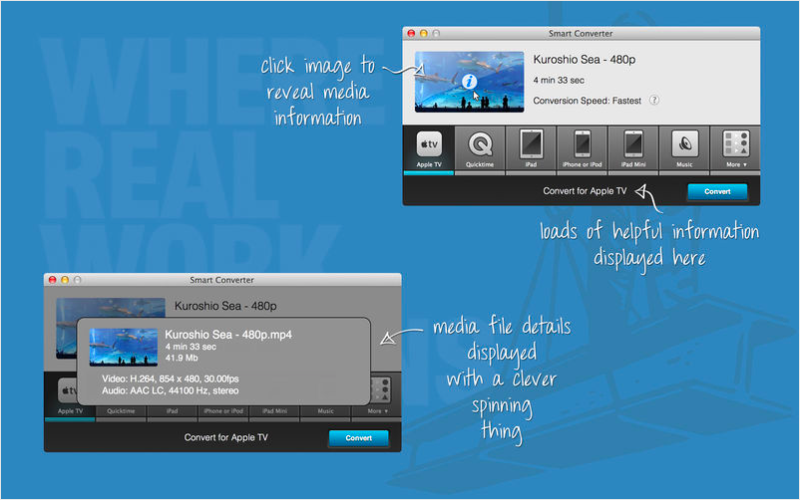 WHERE
REAL
WORK
click image to
reveal media
information
Smart Converter
Kuroshio Sea - 480p
4 min 33 sec
Conversion Speed: Fastest ?
tv
Apple TV
Quicktime
iPad
iPhone or iPod
iPad Mini
Music
More ▾
Convert for Apple TV
Convert
loads of helpful information
displayed here
Smart Converter
Kuroshio Sea - 480p
Kuroshio Sea - 480p.mp4
4 min 33 sec
41.9 Mb
Video: H.264, 854 x 480, 30.00fps
Audio: AAC LC, 44100 Hz, stereo
tv
Apple TV
Quicktime
iPad
iPhone or iPod
iPad Mini
Music
More ▾
Convert for Apple TV
Convert
media file details
displayed
with a clever
spinning
thing